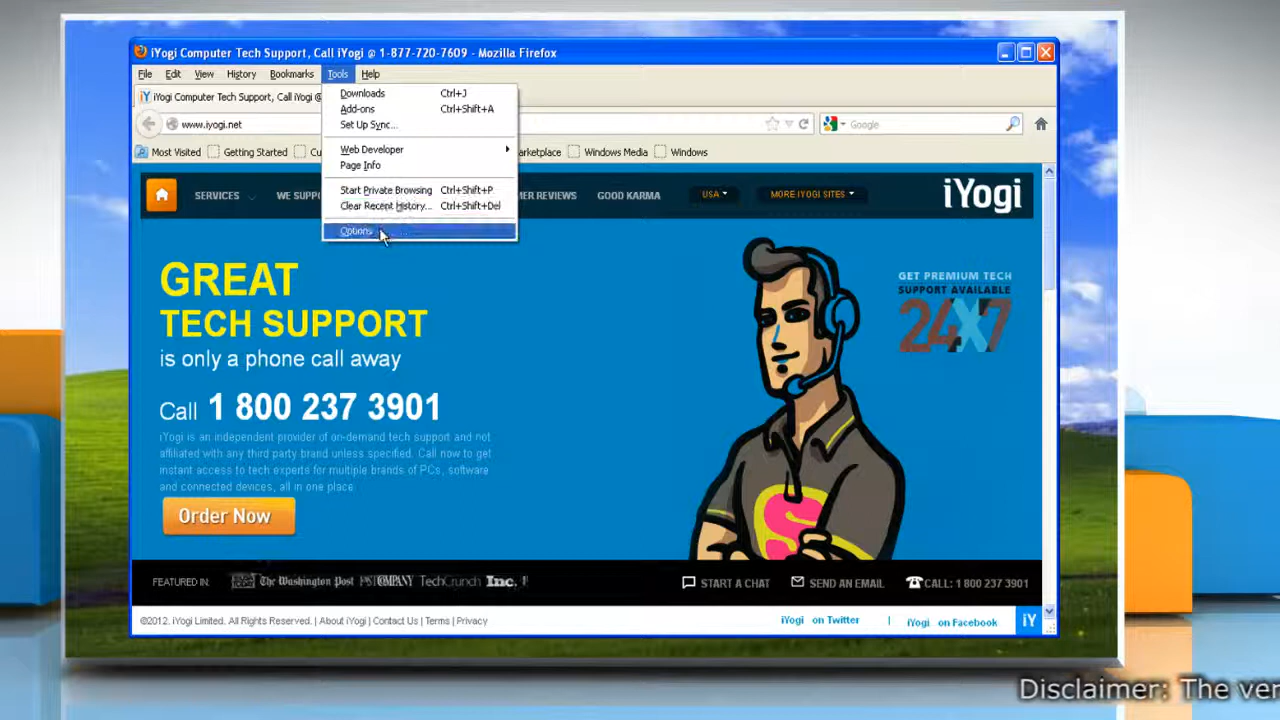 iYogi Computer Tech Support, Call iYogi @ 1-877-720-7609 - Mozilla Firefox
File Edit View History Bookmarks Tools Help
iYogi Computer Tech Support, Call iYogi @
Downloads Ctrl+J
Add-ons Ctrl+Shift+A
Set Up Sync...
Web Developer
Page Info
Start Private Browsing Ctrl+Shift+P
Clear Recent History... Ctrl+Shift+Del
Options
www.iyogi.net
Google
Most Visited Getting Started Cu
arketplace Windows Media Windows
SERVICES WE SUPPO
MER REVIEWS GOOD KARMA USA MORE IYOGI SITES iYogi
GREAT
TECH SUPPORT
is only a phone call away
Call 1 800 237 3901
iYogi is an independent provider of on-demand tech support and not
affiliated with any third party brand unless specified. Call now to get
instant access to tech experts for multiple brands of PCs, software
and connected devices, all in one place
Order Now
GET PREMIUM TECH
SUPPORT AVAILABLE
24X7
S
FEATURED IN: The Washington Post FAST COMPANY TechCrunch Inc.
START A CHAT SEND AN EMAIL CALL: 1 800 237 3901
©2012. iYogi Limited. All Rights Reserved. | About iYogi | Contact Us | Terms | Privacy
iYogi on Twitter | iYogi on Facebook iY
Disclaimer: The ver